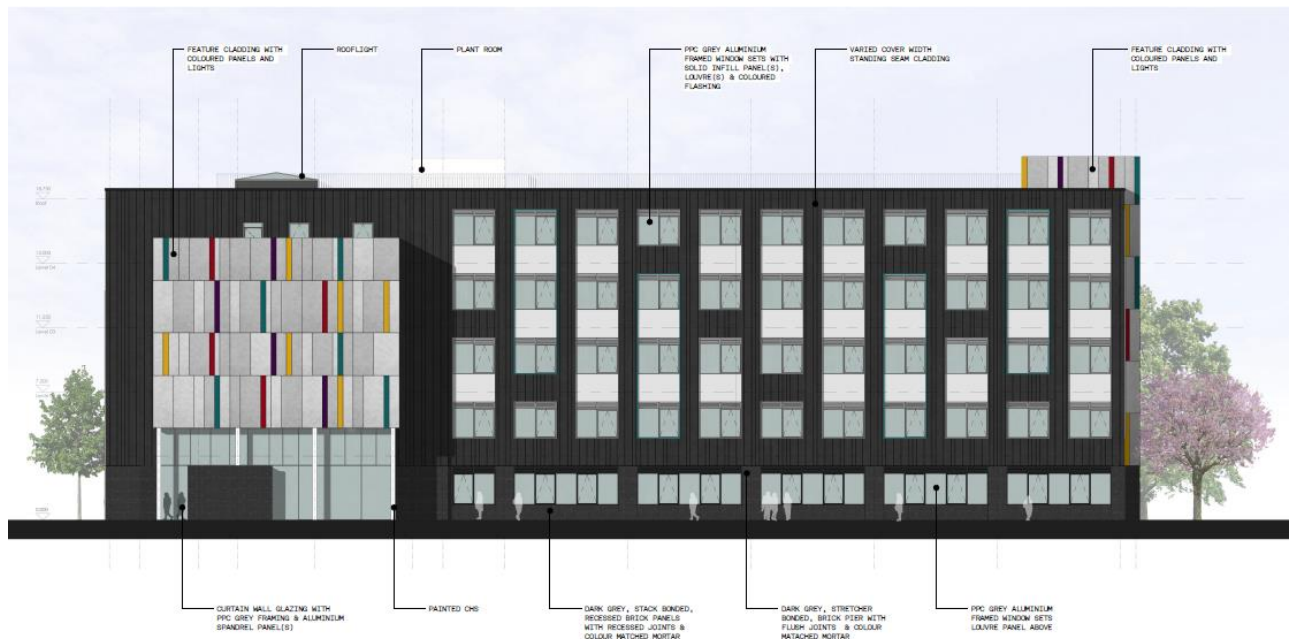 FEATURE CLADDING WITH
COLOURED PANELS AND
LIGHTS
ROOFLIGHT
PLANT ROOM
PPC GREY ALUMINIUM
FRAMED WINDOW SETS WITH
SOLID INFILL PANEL(S),
LOUVRE(S) & COLOURED
FLASHING
VARIED COVER WIDTH
STANDING SEAM CLADDING
FEATURE CLADDING WITH
COLOURED PANELS AND
LIGHTS
CURTAIN WALL GLAZING WITH
PPC GREY FRAMING & ALUMINIUM
SPANDREL PANEL(S)
PAINTED CHS
DARK GREY, STACK BONDED,
RECESSED BRICK PANELS
WITH RECESSED JOINTS &
COLOUR MATCHED MORTAR
DARK GREY, STRETCHER
BONDED, BRICK PIER WITH
FLUSH JOINTS & COLOUR
MATACHED MORTAR
PPC GREY ALUMINIUM
FRAMED WINDOW SETS
LOUVRE PANEL ABOVE